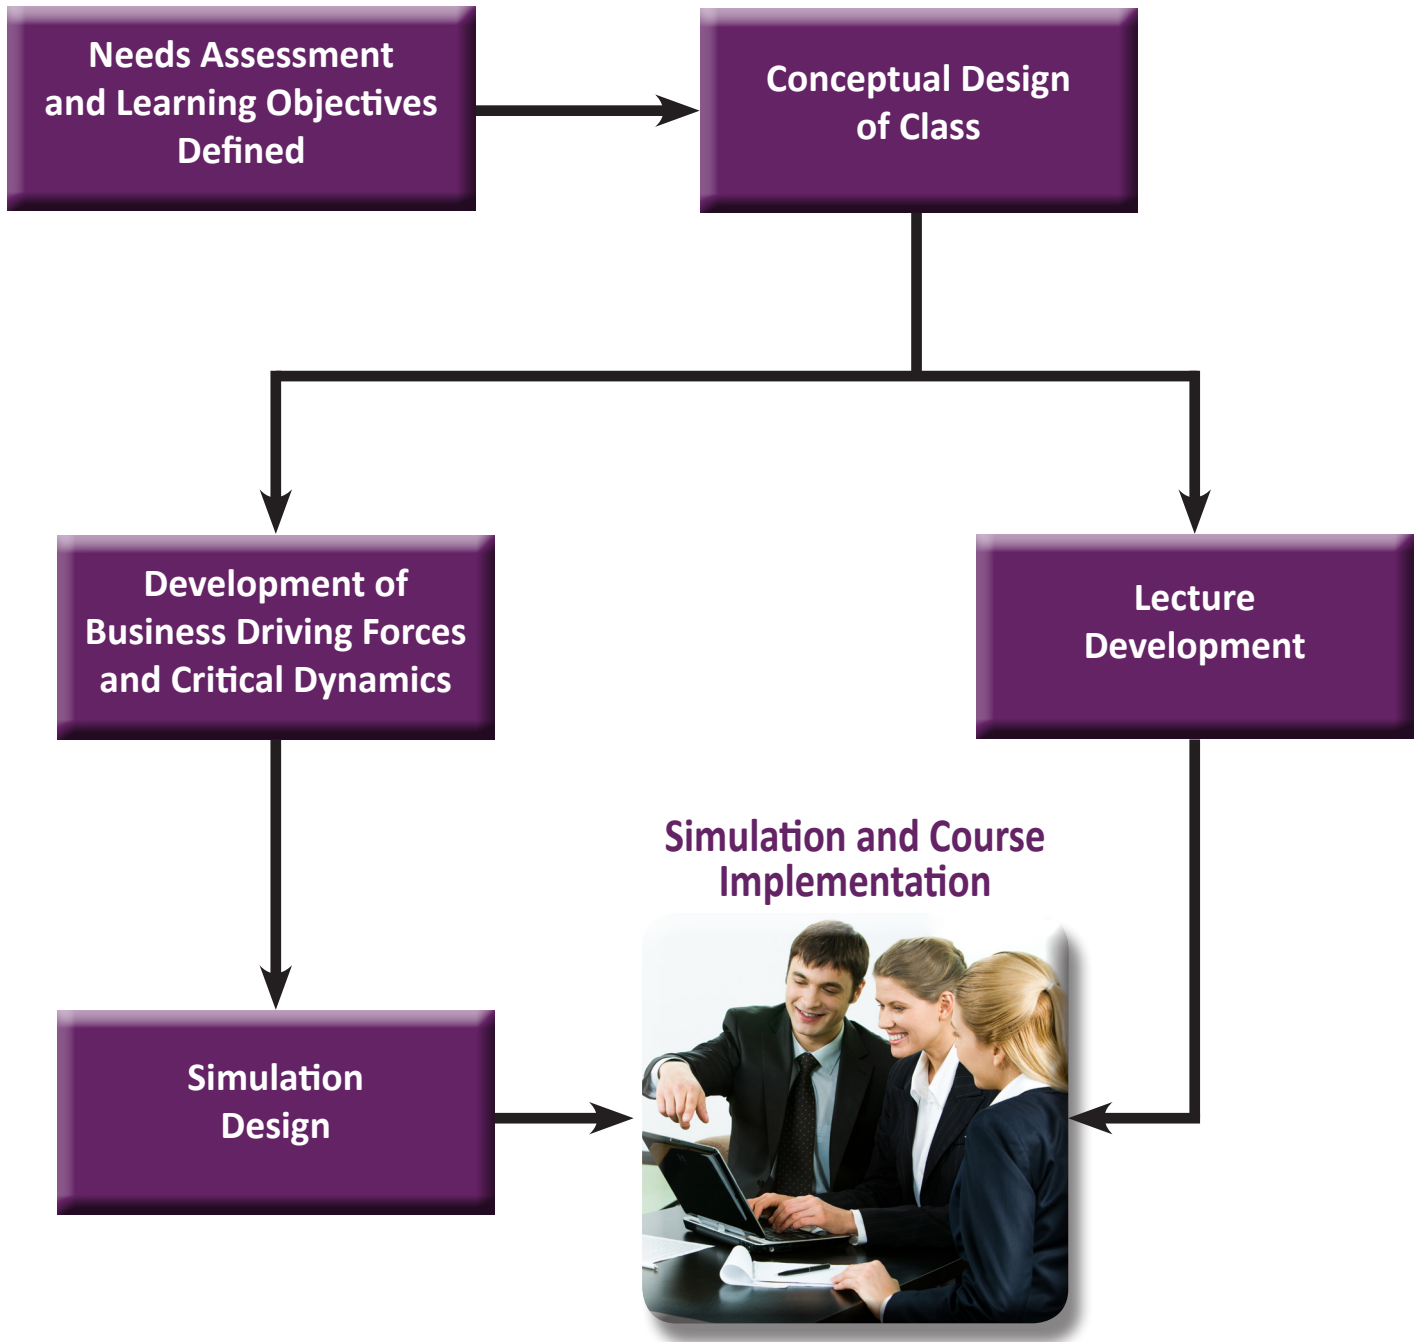 Needs Assessment
and Learning Objectives
Defined
Conceptual Design
of Class
Development of
Business Driving Forces
and Critical Dynamics
Lecture
Development
Simulation and Course
Implementation
Simulation
Design